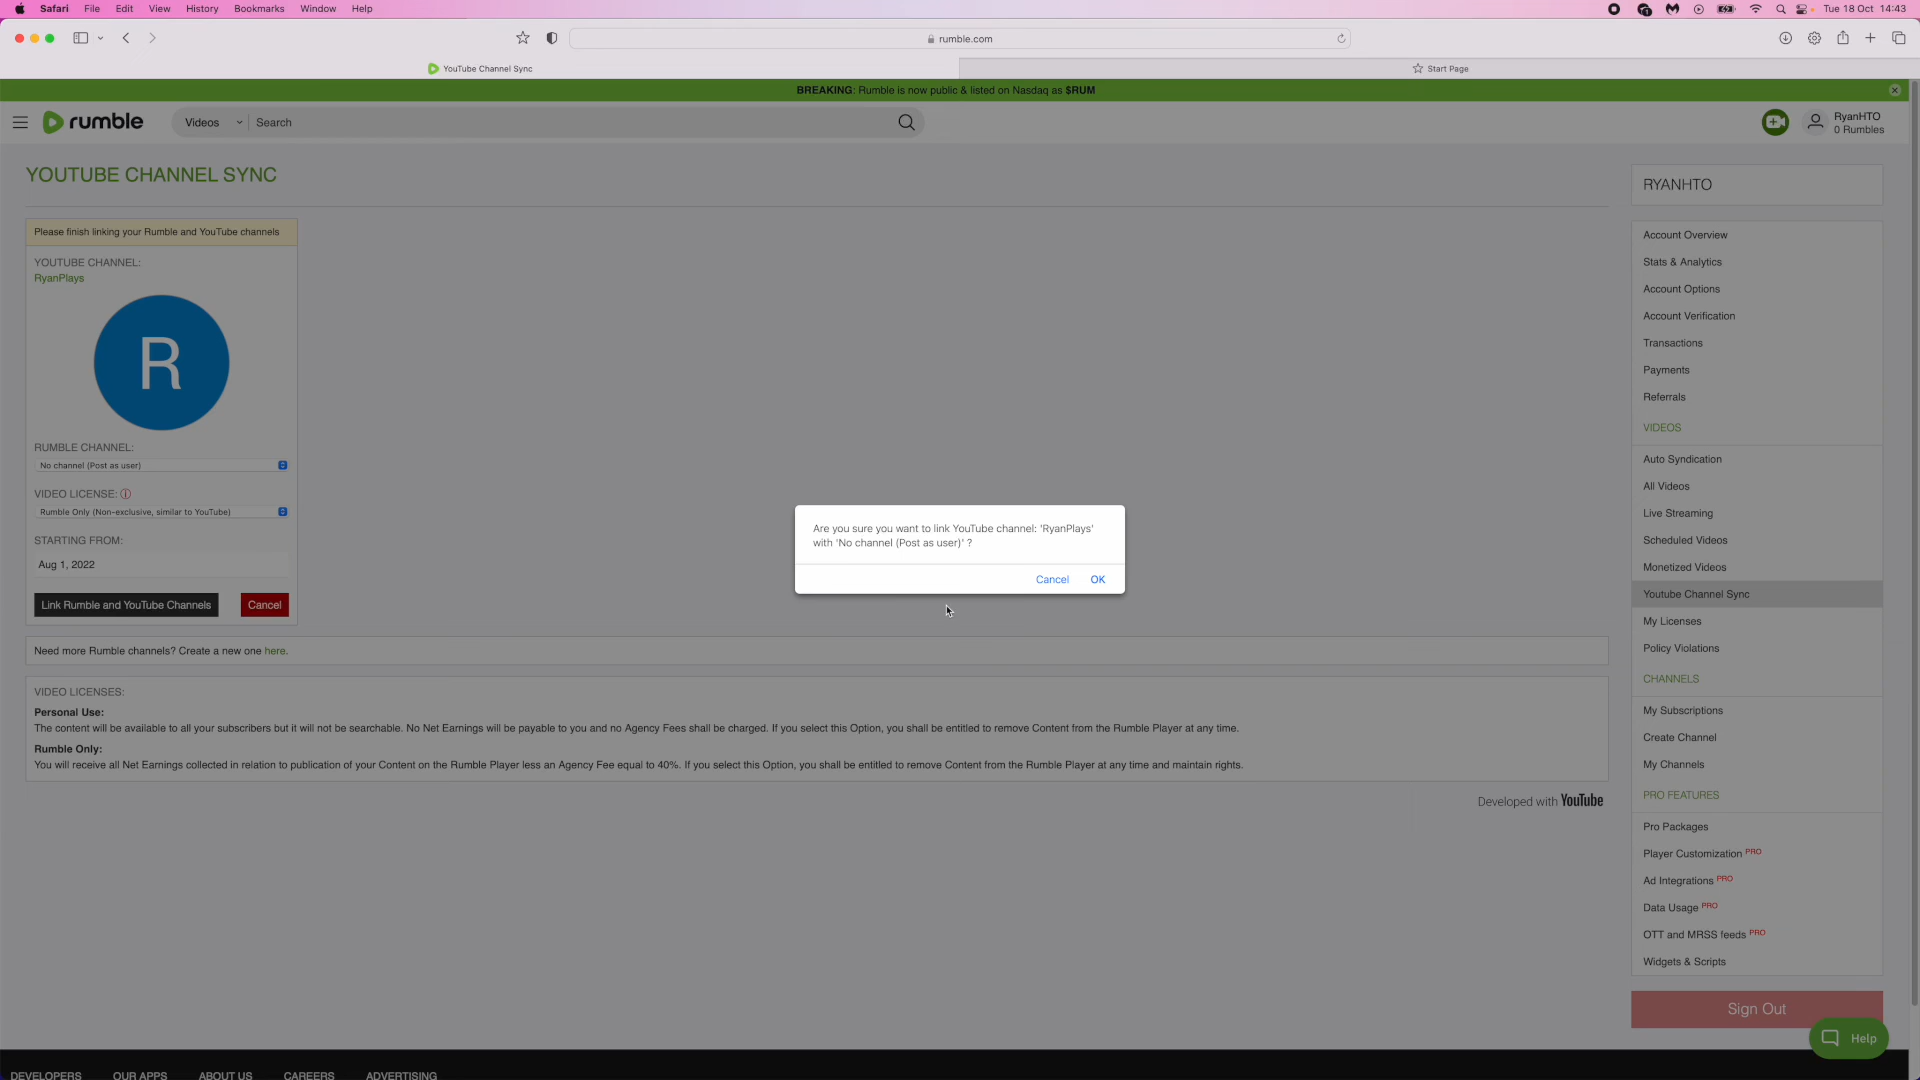 Safari File Edit View History Bookmarks Window Help
Tue 18 Oct 14:43
rumble.com
YouTube Channel Sync
Start Page
BREAKING: Rumble is now public & listed on Nasdaq as $RUM
rumble
Videos
Search
RyanHTO
0 Rumbles
YOUTUBE CHANNEL SYNC
Please finish linking your Rumble and YouTube channels
YOUTUBE CHANNEL:
RyanPlays
R
RUMBLE CHANNEL:
No channel (Post as user)
VIDEO LICENSE:
Rumble Only (Non-exclusive, similar to YouTube)
STARTING FROM:
Aug 1, 2022
Link Rumble and YouTube Channels
Cancel
Need more Rumble channels? Create a new one here.
VIDEO LICENSES:
Personal Use:
The content will be available to all your subscribers but it will not be searchable. No Net Earnings will be payable to you and no Agency Fees shall be charged. If you select this Option, you shall be entitled to remove Content from the Rumble Player at any time.
Rumble Only:
You will receive all Net Earnings collected in relation to publication of your Content on the Rumble Player less an Agency Fee equal to 40%. If you select this Option, you shall be entitled to remove Content from the Rumble Player at any time and maintain rights.
Developed with YouTube
Are you sure you want to link YouTube channel: 'RyanPlays'
with 'No channel (Post as user)' ?
Cancel
OK
RYANHTO
Account Overview
Stats & Analytics
Account Options
Account Verification
Transactions
Payments
Referrals
VIDEOS
Auto Syndication
All Videos
Live Streaming
Scheduled Videos
Monetized Videos
Youtube Channel Sync
My Licenses
Policy Violations
CHANNELS
My Subscriptions
Create Channel
My Channels
PRO FEATURES
Pro Packages
Player Customization PRO
Ad Integrations PRO
Data Usage PRO
OTT and MRSS feeds PRO
Widgets & Scripts
Sign Out
Help
DEVELOPERS
OUR APPS
ABOUT US
CAREERS
ADVERTISING